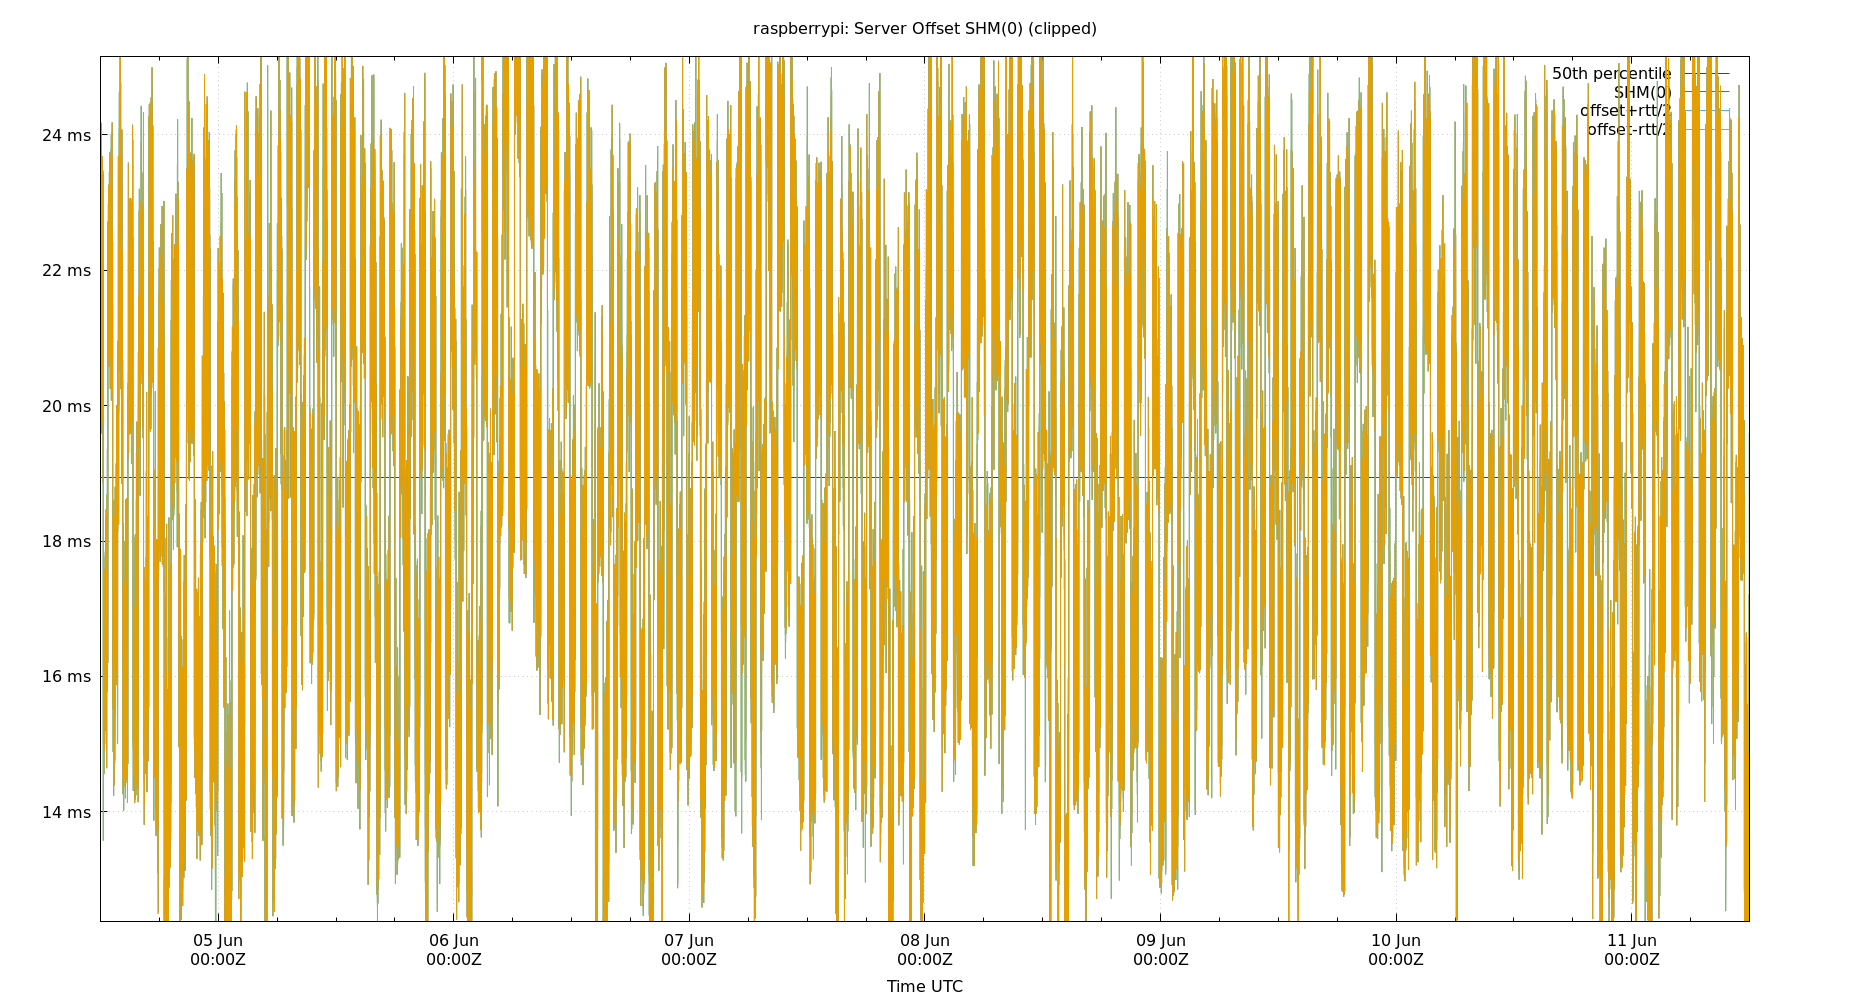 raspberrypi: Server Offset SHM(0) (clipped)
50th percentile
SHM(0)
offset+rtt/2
offset-rtt/2
24 ms
22 ms
20 ms
18 ms
16 ms
14 ms
05 Jun 06 Jun 07 Jun 08 Jun 09 Jun 10 Jun 11 Jun
00:00Z 00:00Z 00:00Z 00:00Z 00:00Z 00:00Z 00:00Z
Time UTC